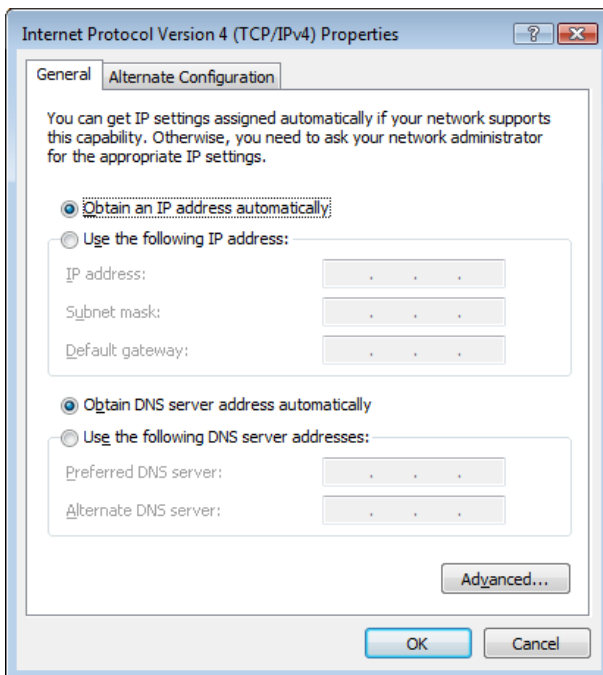 Internet Protocol Version 4 (TCP/IPv4) Properties
General
Alternate Configuration
You can get IP settings assigned automatically if your network supports
this capability. Otherwise, you need to ask your network administrator
for the appropriate IP settings.
Obtain an IP address automatically
Use the following IP address:
IP address:
Subnet mask:
Default gateway:
Obtain DNS server address automatically
Use the following DNS server addresses:
Preferred DNS server:
Alternate DNS server:
Advanced...
OK
Cancel